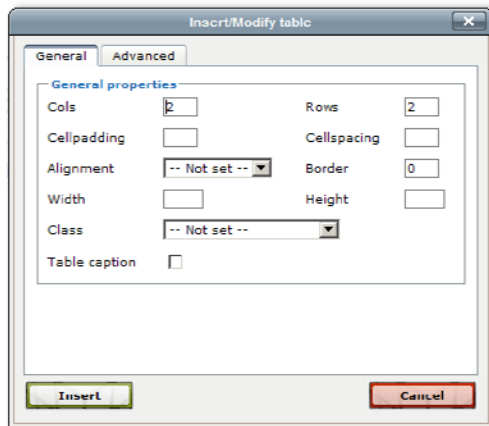 Insert/Modify table
General Advanced
General properties
Cols 2 Rows 2
Cellpadding Cellspacing
Alignment -- Not set -- Border 0
Width Height
Class -- Not set --
Table caption
Insert Cancel